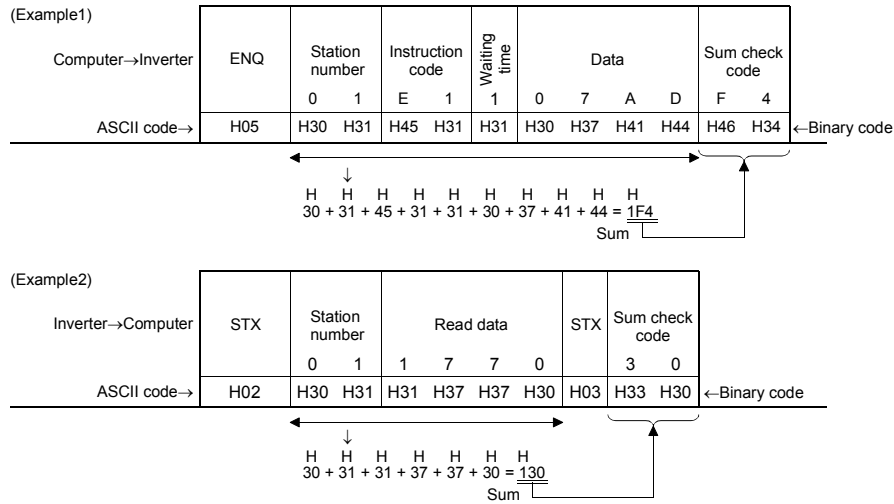 (Example1)
Computer→Inverter ENQ Station number Instruction code Waiting time Data Sum check code
0 1 E 1 1 0 7 A D F 4
ASCII code→ H05 H30 H31 H45 H31 H31 H30 H37 H41 H44 H46 H34 ←Binary code
↓
H H H H H H H H H H
30 + 31 + 45 + 31 + 31 + 30 + 37 + 41 + 44 = 1F4
Sum
(Example2)
Inverter→Computer STX Station number Read data STX Sum check code
0 1 1 7 7 0 3 0
ASCII code→ H02 H30 H31 H31 H37 H37 H30 H03 H33 H30 ←Binary code
↓
H H H H H H H
30 + 31 + 31 + 37 + 37 + 30 = 130
Sum